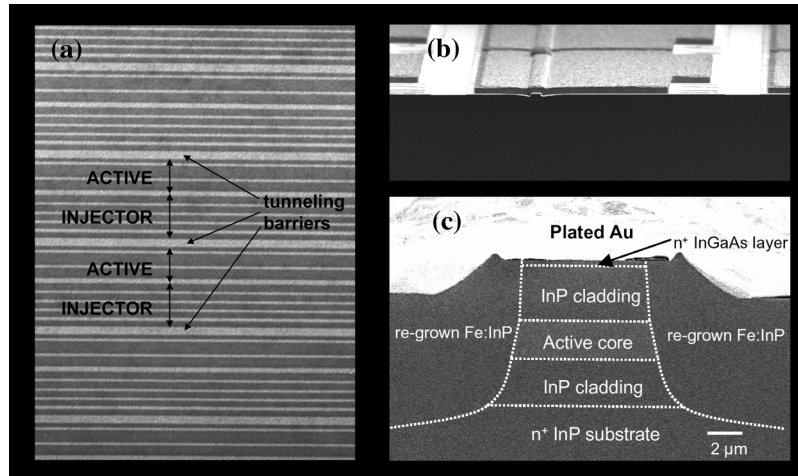 (a)
ACTIVE
INJECTOR
ACTIVE
INJECTOR
tunneling
barriers
(b)
(c)
Plated Au
n⁺ InGaAs layer
InP cladding
re-grown Fe:InP
Active core
re-grown Fe:InP
InP cladding
n⁺ InP substrate
2 μm